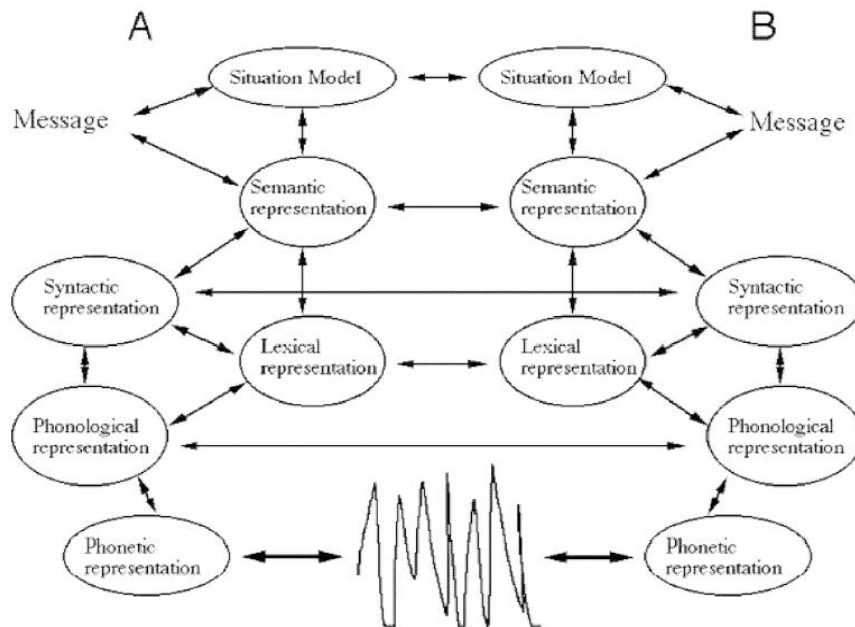 A
B
Situation Model
Situation Model
Message
Message
Semantic
representation
Semantic
representation
Syntactic
representation
Syntactic
representation
Lexical
representation
Lexical
representation
Phonological
representation
Phonological
representation
Phonetic
representation
Phonetic
representation